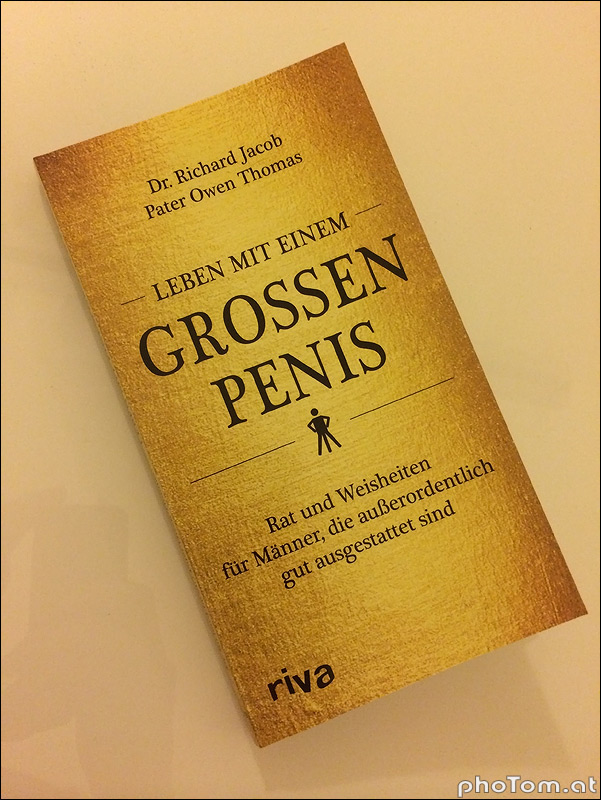 Dr. Richard Jacob
Pater Owen Thomas
LEBEN MIT EINEM
GROSSEN
PENIS
Rat und Weisheiten
für Männer, die außerordentlich
gut ausgestattet sind
riva
phoTom.at